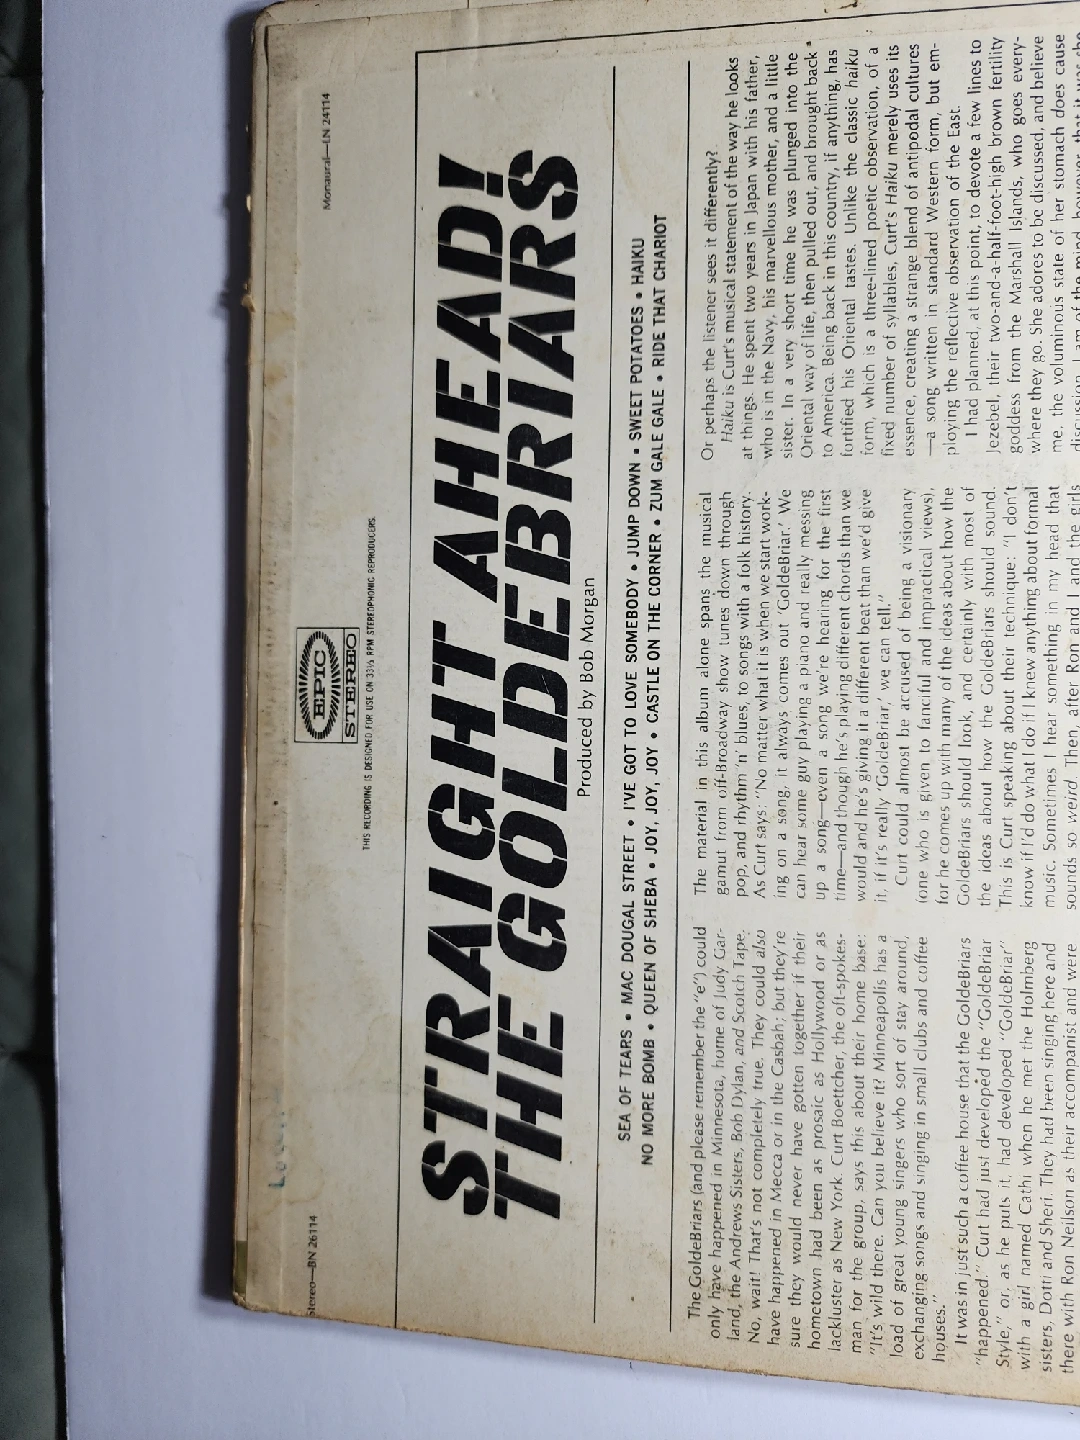 Stereo—BN 26114
Monaural—LN 24114
EPIC
STEREO
THIS RECORDING IS DESIGNED FOR USE ON 33⅓ RPM STEREOPHONIC REPRODUCERS.
STRAIGHT AHEAD!
THE GOLDEBRIARS
Produced by Bob Morgan
SEA OF TEARS • MAC DOUGAL STREET • I'VE GOT TO LOVE SOMEBODY • JUMP DOWN • SWEET POTATOES • HAIKU
NO MORE BOMB • QUEEN OF SHEBA • JOY, JOY, JOY • CASTLE ON THE CORNER • ZUM GALE GALE • RIDE THAT CHARIOT
The GoldeBriars (and please remember the "e") could
only have happened in Minnesota, home of Judy Gar-
land, the Andrews Sisters, Bob Dylan, and Scotch Tape.
No, wait! That's not completely true. They could also
have happened in Mecca or in the Casbah; but they're
sure they would never have gotten together if their
hometown had been as prosaic as Hollywood or as
lackluster as New York. Curt Boettcher, the oft-spokes-
man for the group, says this about their home base:
"It's wild there. Can you believe it? Minneapolis has a
load of great young singers who sort of stay around,
exchanging songs and singing in small clubs and coffee
houses."
It was in just such a coffee house that the GoldeBriars
"happened." Curt had just developed the "GoldeBriar
Style," or, as he puts it, had developed "GoldeBriar"
with a girl named Cathi when he met the Holmberg
sisters, Dotti and Sheri. They had been singing here and
there with Ron Neilson as their accompanist and were
The material in this album alone spans the musical
gamut from off-Broadway show tunes down through
pop, and rhythm 'n' blues, to songs with a folk history.
As Curt says: "No matter what it is when we start work-
ing on a song, it always comes out 'GoldeBriar.' We
can hear some guy playing a piano and really messing
up a song—even a song we're hearing for the first
time—and though he's playing different chords than we
would and he's giving it a different beat than we'd give
it, if it's really 'GoldeBriar,' we can tell."
Curt could almost be accused of being a visionary
(one who is given to fanciful and impractical views),
for he comes up with many of the ideas about how the
GoldeBriars should look, and certainly with most of
the ideas about how the GoldeBriars should sound.
This is Curt speaking about their technique: "I don't
know if I'd do what I do if I knew anything about formal
music. Sometimes I hear something in my head that
sounds so weird. Then, after Ron and I and the girls
Or perhaps the listener sees it differently?
Haiku is Curt's musical statement of the way he looks
at things. He spent two years in Japan with his father,
who is in the Navy, his marvellous mother, and a little
sister. In a very short time he was plunged into the
Oriental way of life, then pulled out, and brought back
to America. Being back in this country, if anything, has
fortified his Oriental tastes. Unlike the classic haiku
form, which is a three-lined poetic observation, of a
fixed number of syllables, Curt's Haiku merely uses its
essence, creating a strange blend of antipodal cultures
—a song written in standard Western form, but em-
ploying the reflective observation of the East.
I had planned, at this point, to devote a few lines to
Jezebel, their two-and-a-half-foot-high brown fertility
goddess from the Marshall Islands, who goes every-
where they go. She adores to be discussed, and believe
me, the voluminous state of her stomach does cause
discussion. I am of the mind, however, that it was she